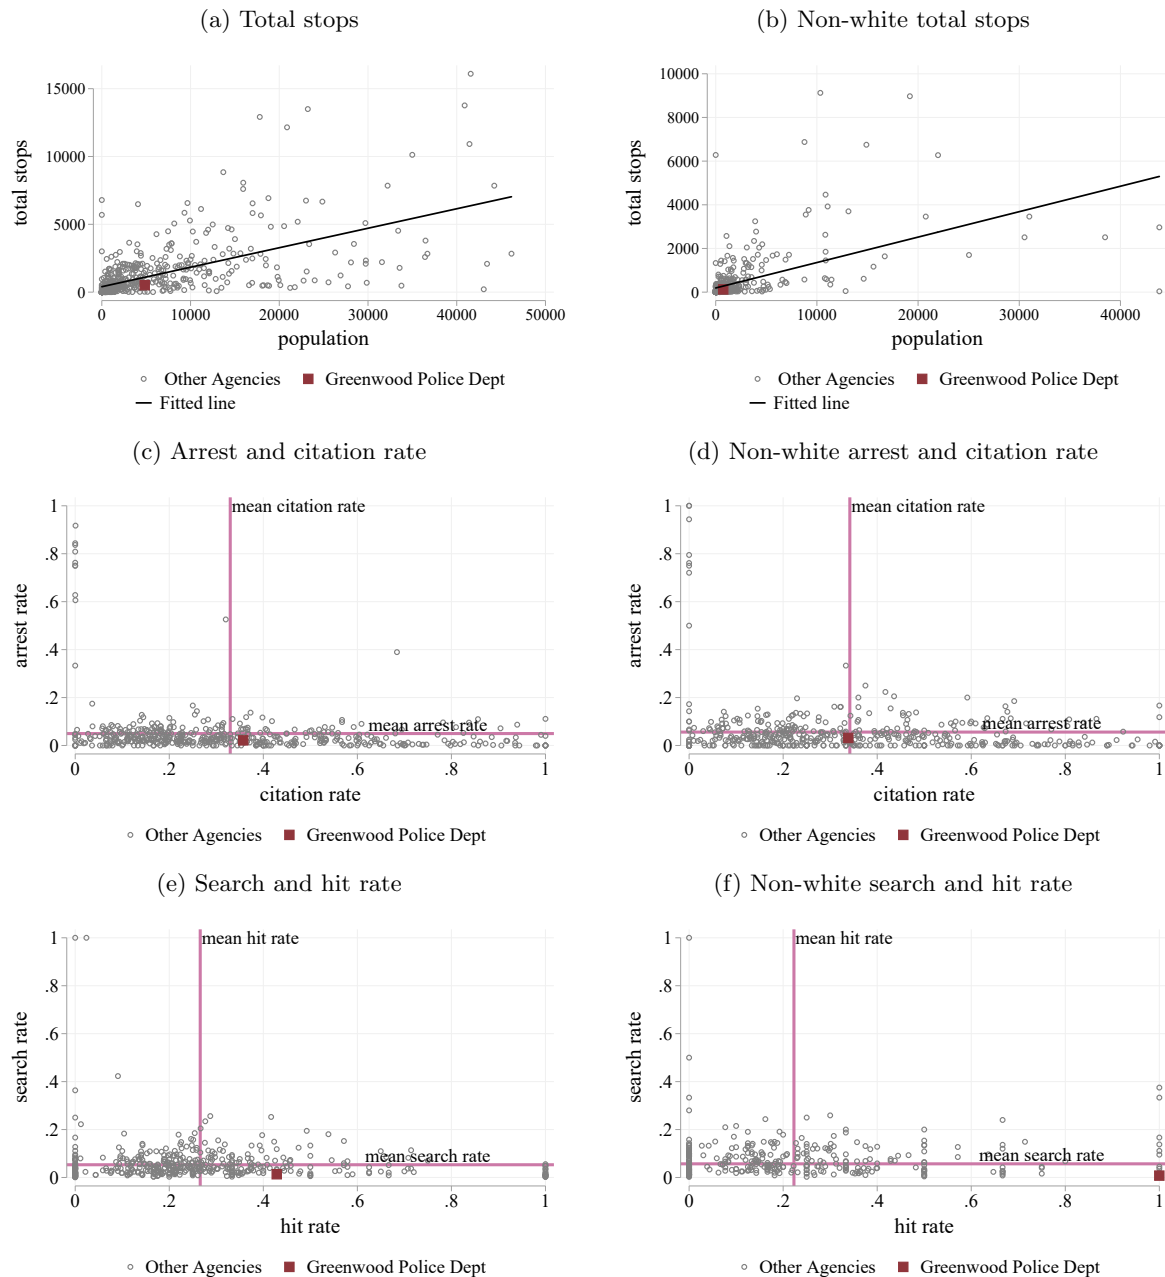 (a) Total stops
total stops
15000
10000
5000
0
0 10000 20000 30000 40000 50000
population
Other Agencies Greenwood Police Dept
Fitted line
(b) Non-white total stops
total stops
10000
8000
6000
4000
2000
0
0 10000 20000 30000 40000
population
Other Agencies Greenwood Police Dept
Fitted line
(c) Arrest and citation rate
arrest rate
1
.8
.6
.4
.2
0
mean citation rate
mean arrest rate
0 .2 .4 .6 .8 1
citation rate
Other Agencies Greenwood Police Dept
(d) Non-white arrest and citation rate
arrest rate
1
.8
.6
.4
.2
0
mean citation rate
mean arrest rate
0 .2 .4 .6 .8 1
citation rate
Other Agencies Greenwood Police Dept
(e) Search and hit rate
search rate
1
.8
.6
.4
.2
0
mean hit rate
mean search rate
0 .2 .4 .6 .8 1
hit rate
Other Agencies Greenwood Police Dept
(f) Non-white search and hit rate
search rate
1
.8
.6
.4
.2
0
mean hit rate
mean search rate
0 .2 .4 .6 .8 1
hit rate
Other Agencies Greenwood Police Dept